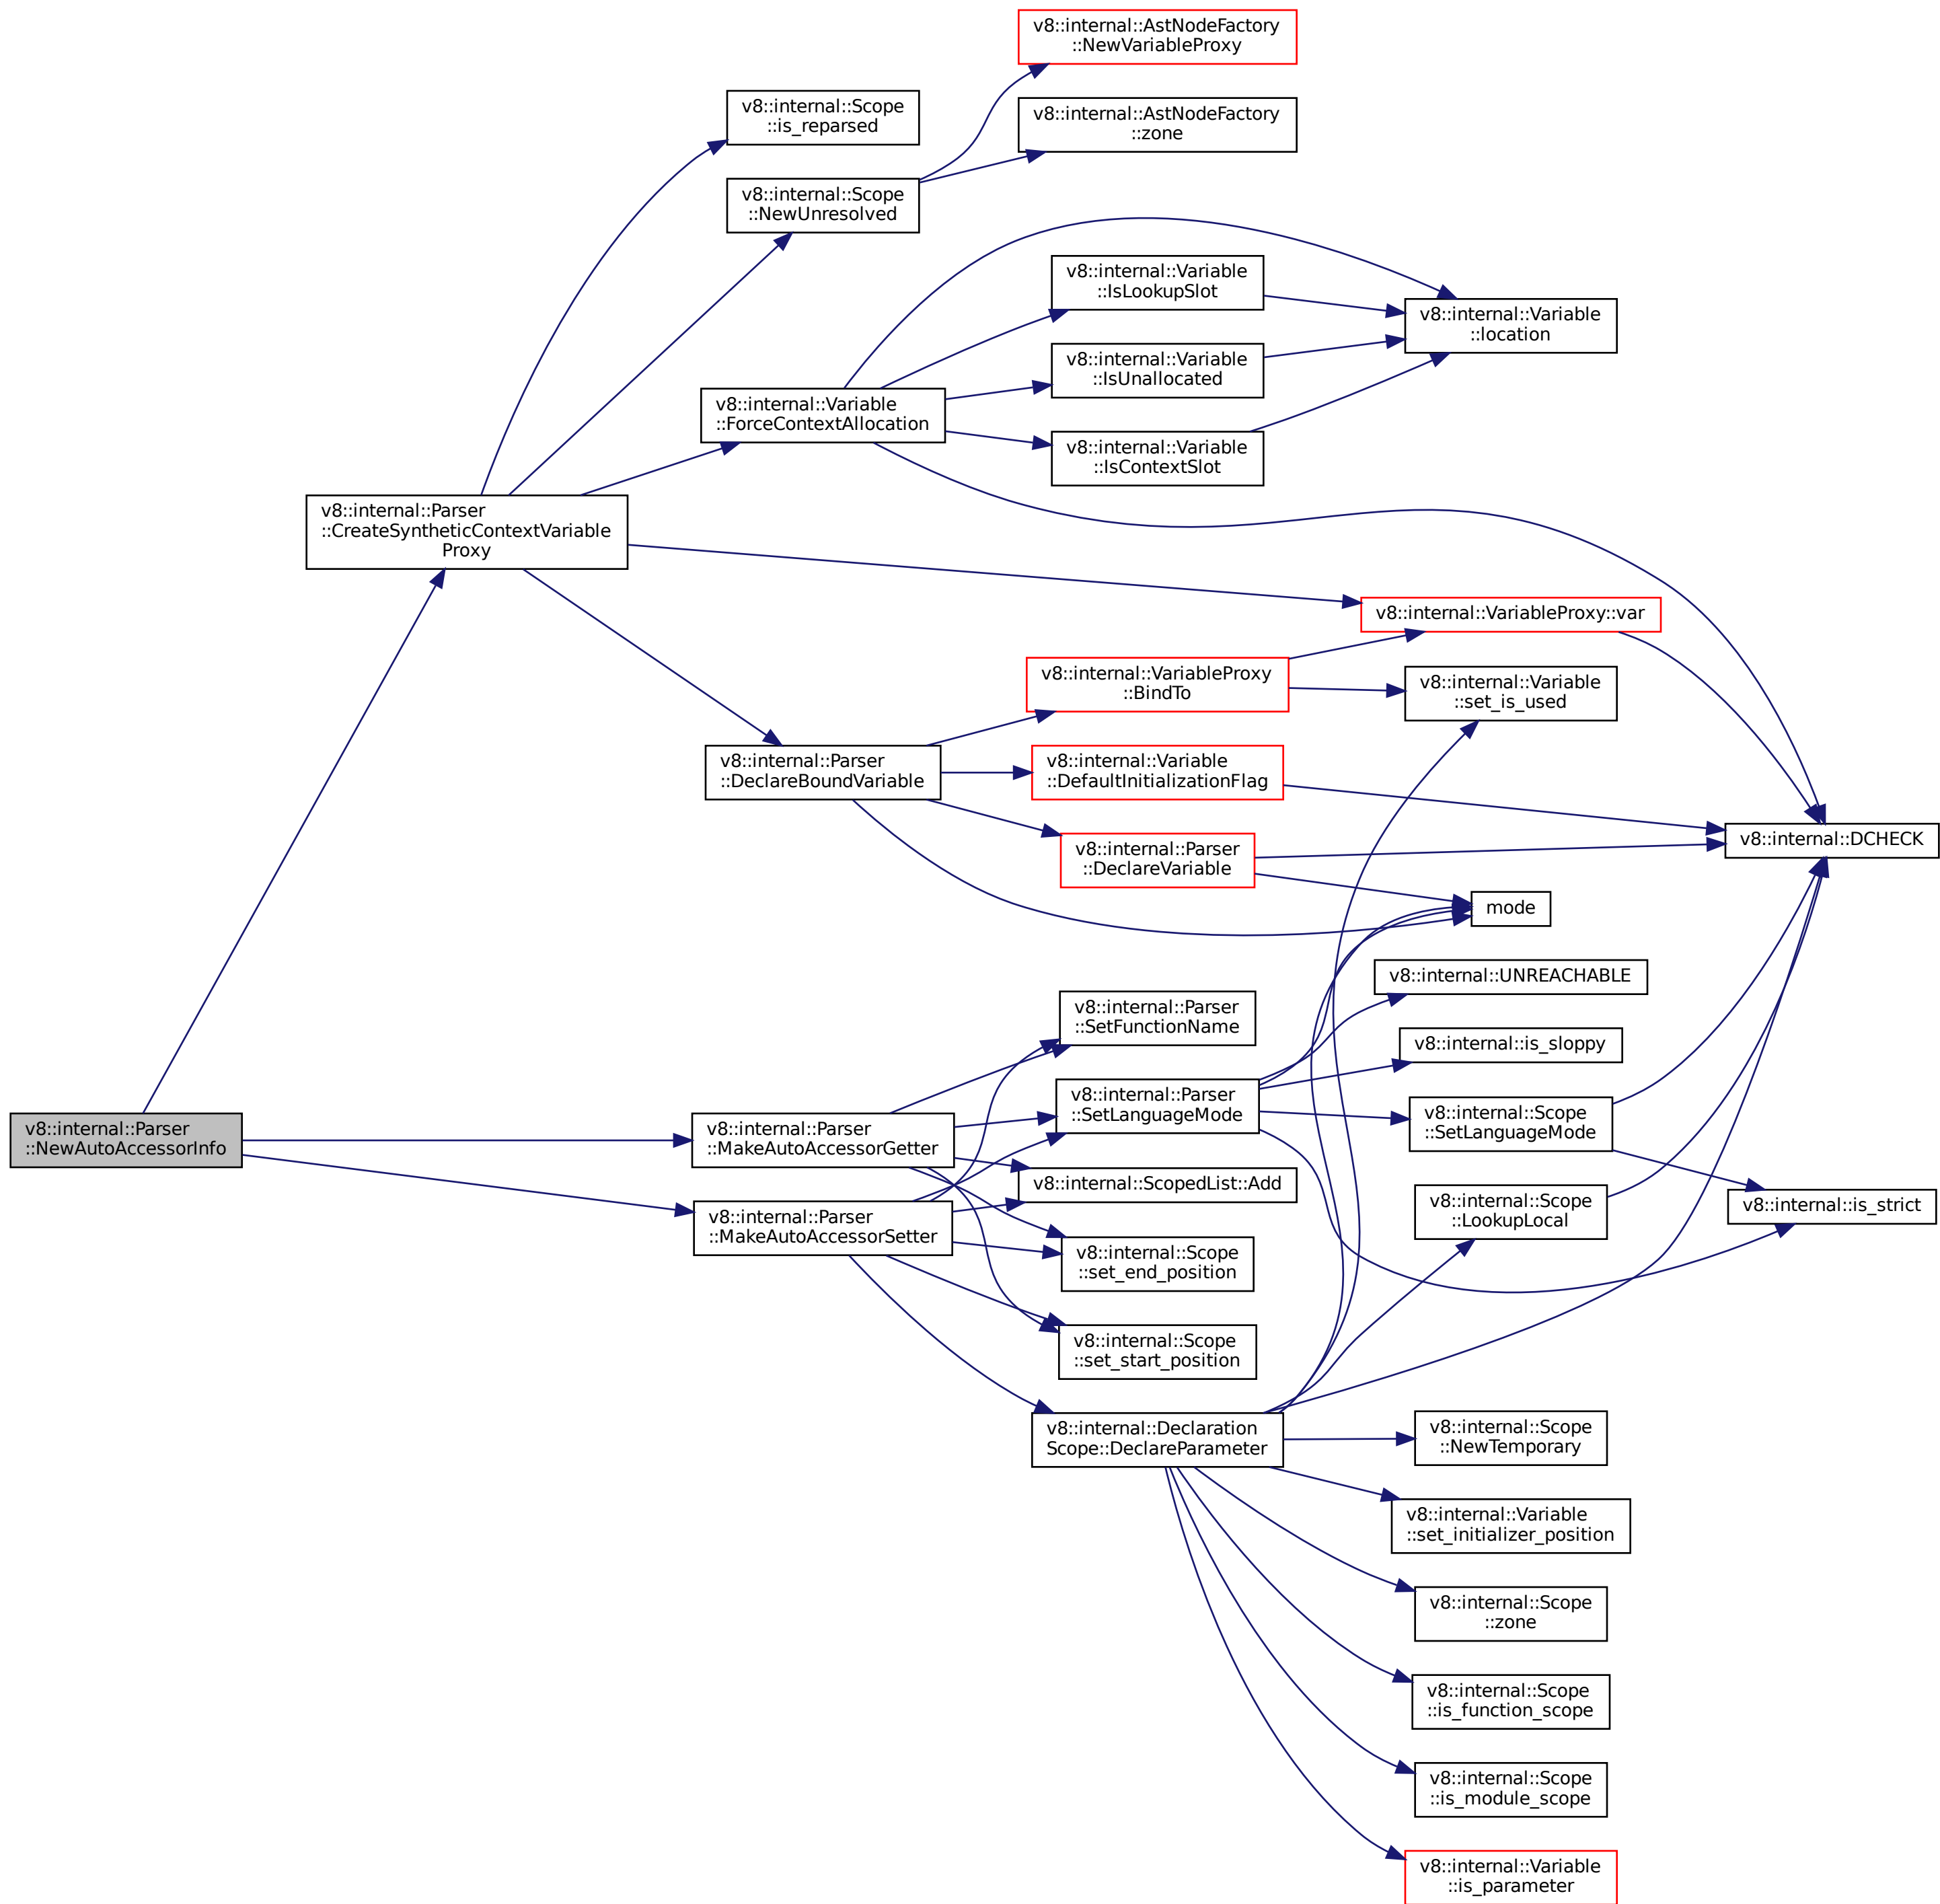 v8::internal::AstNodeFactory
::NewVariableProxy
v8::internal::Scope
::is_reparsed
v8::internal::AstNodeFactory
::zone
v8::internal::Scope
::NewUnresolved
v8::internal::Variable
::IsLookupSlot
v8::internal::Variable
::location
v8::internal::Variable
::IsUnallocated
v8::internal::Variable
::ForceContextAllocation
v8::internal::Variable
::IsContextSlot
v8::internal::Parser
::CreateSyntheticContextVariable
Proxy
v8::internal::VariableProxy::var
v8::internal::VariableProxy
::BindTo
v8::internal::Variable
::set_is_used
v8::internal::Parser
::DeclareBoundVariable
v8::internal::Variable
::DefaultInitializationFlag
v8::internal::DCHECK
v8::internal::Parser
::DeclareVariable
mode
v8::internal::UNREACHABLE
v8::internal::Parser
::SetFunctionName
v8::internal::is_sloppy
v8::internal::Parser
::SetLanguageMode
v8::internal::Scope
::SetLanguageMode
v8::internal::Parser
::NewAutoAccessorInfo
v8::internal::Parser
::MakeAutoAccessorGetter
v8::internal::ScopedList::Add
v8::internal::Scope
::LookupLocal
v8::internal::is_strict
v8::internal::Parser
::MakeAutoAccessorSetter
v8::internal::Scope
::set_end_position
v8::internal::Scope
::set_start_position
v8::internal::Declaration
Scope::DeclareParameter
v8::internal::Scope
::NewTemporary
v8::internal::Variable
::set_initializer_position
v8::internal::Scope
::zone
v8::internal::Scope
::is_function_scope
v8::internal::Scope
::is_module_scope
v8::internal::Variable
::is_parameter